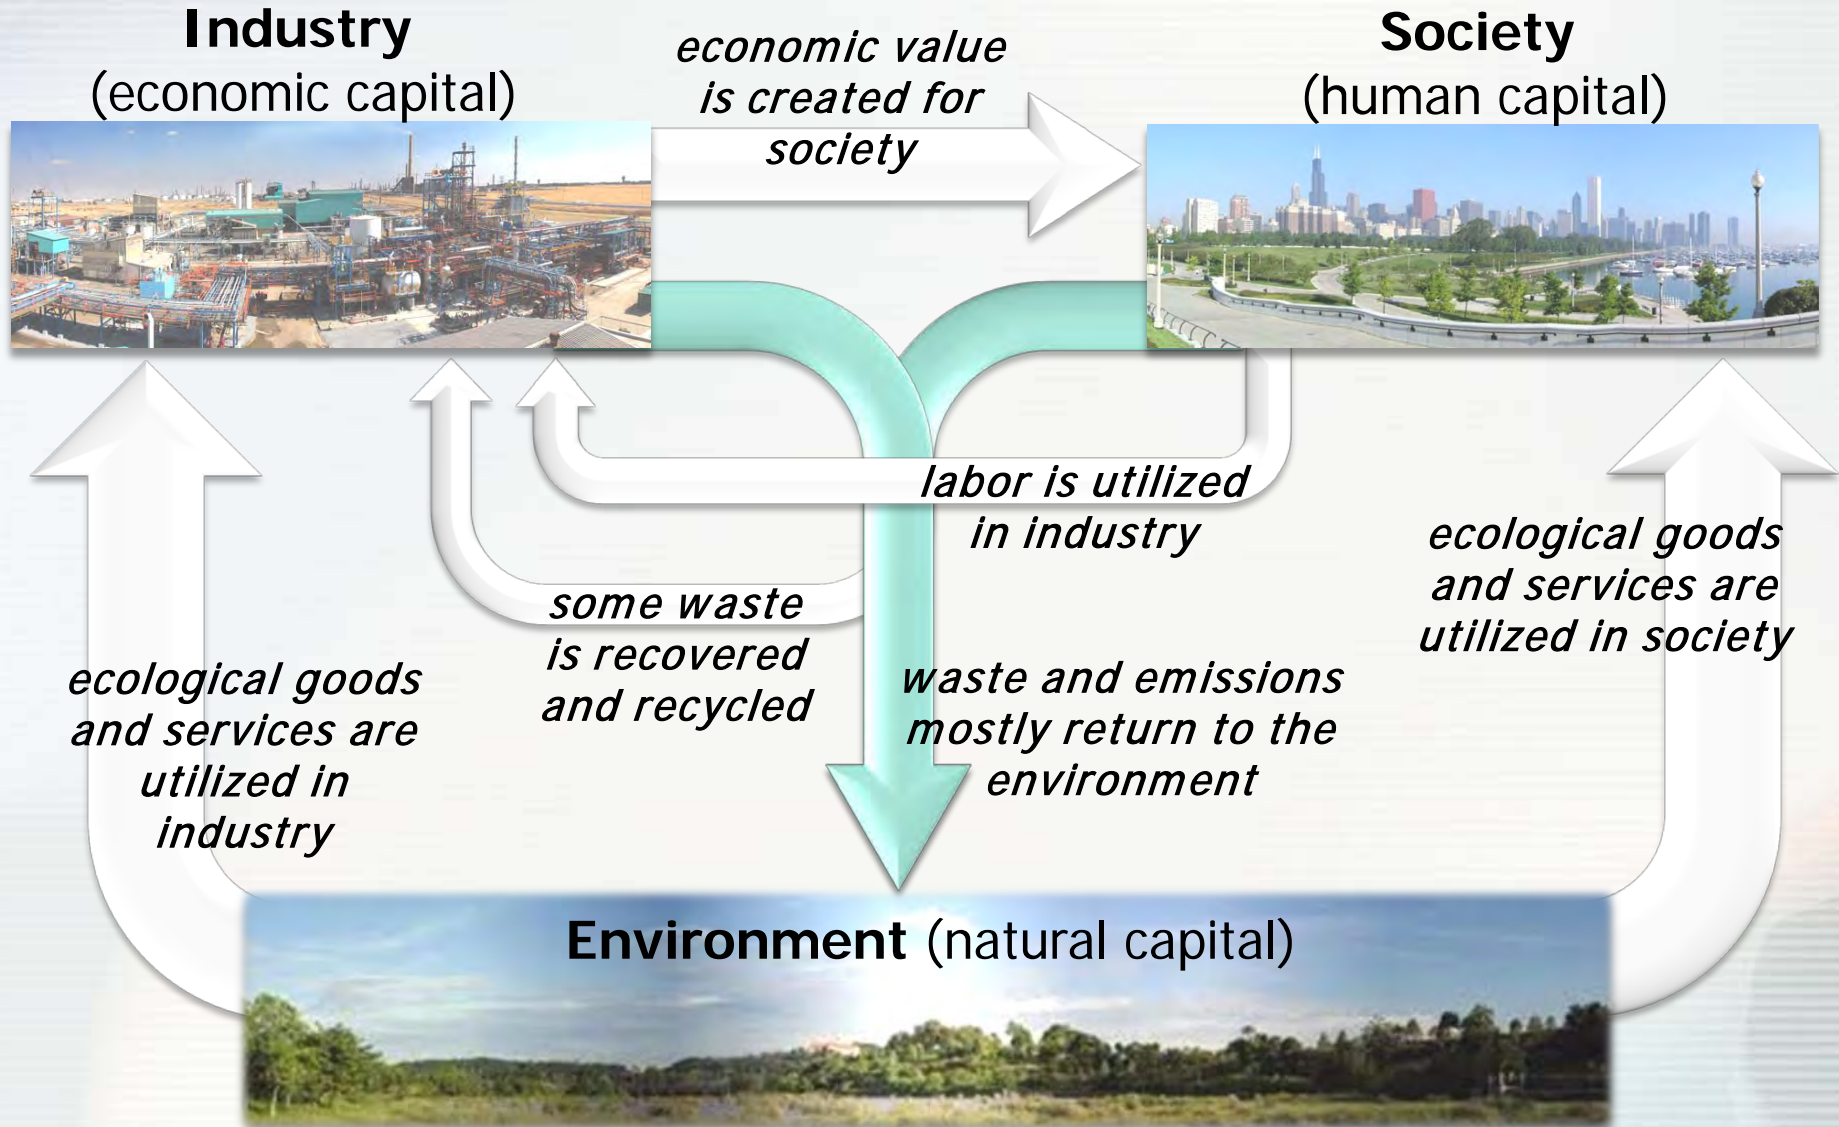 Industry
(economic capital)
economic value
is created for
society
Society
(human capital)
labor is utilized
in industry
ecological goods
and services are
utilized in society
some waste
is recovered
and recycled
ecological goods
and services are
utilized in
industry
waste and emissions
mostly return to the
environment
Environment (natural capital)